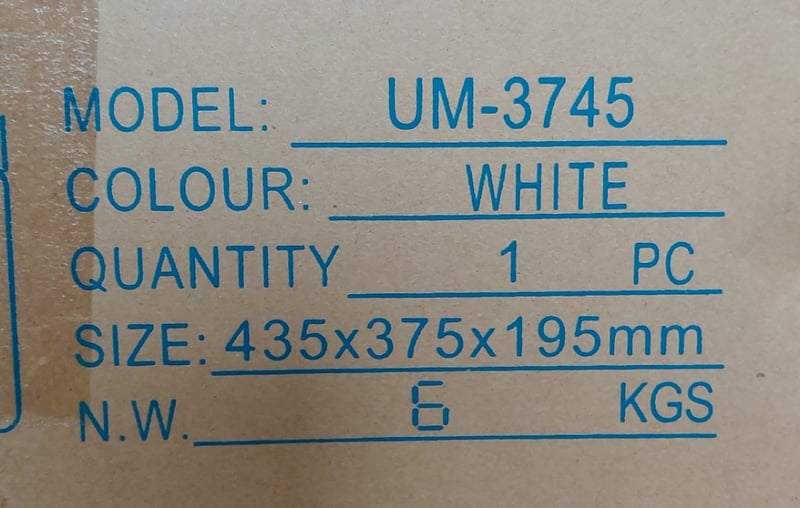 MODEL: UM-3745
COLOUR: WHITE
QUANTITY 1 PC
SIZE: 435x375x195mm
N.W. 6 KGS